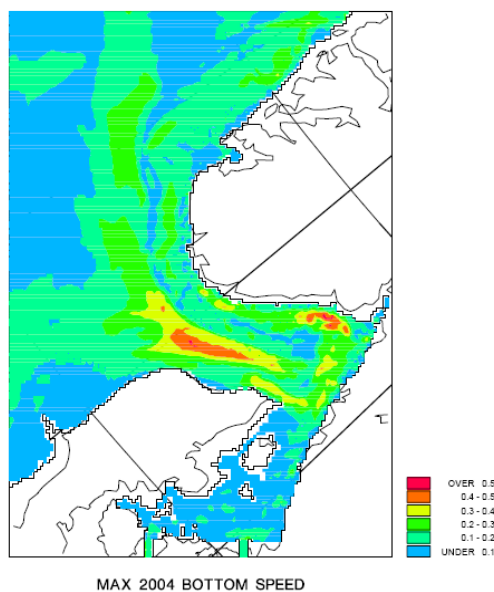 OVER 0.5
0.4 - 0.5
0.3 - 0.4
0.2 - 0.3
0.1 - 0.2
UNDER 0.1
MAX 2004 BOTTOM SPEED